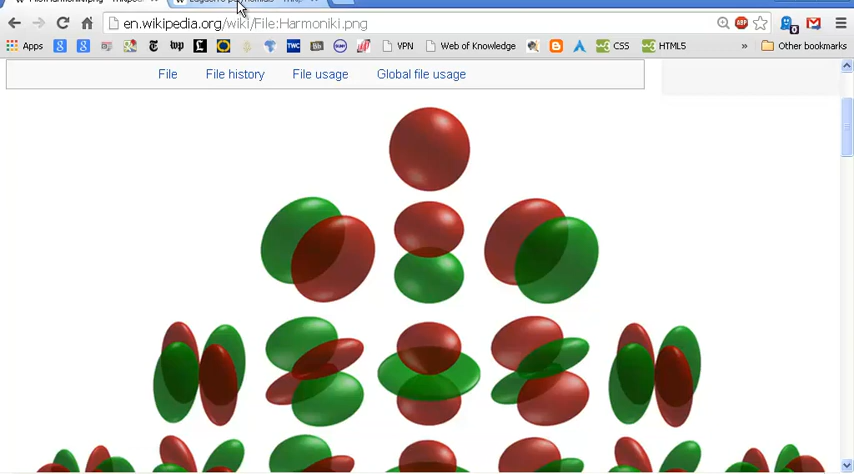 en.wikipedia.org/wiki/File:Harmoniki.png
Apps VPN Web of Knowledge CSS HTML5 » Other bookmarks
File File history File usage Global file usage